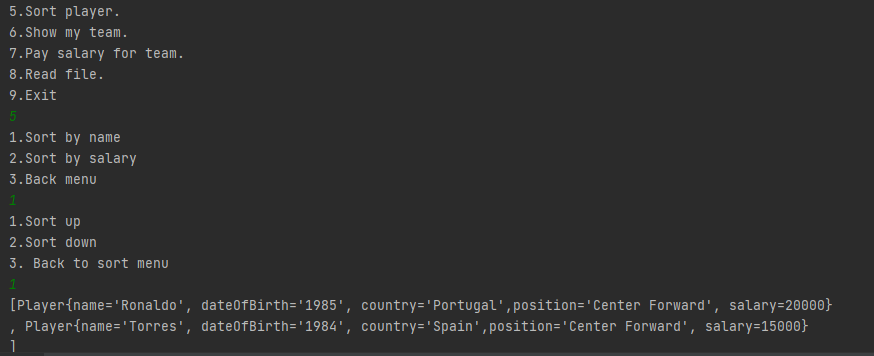 5.Sort player.
6.Show my team.
7.Pay salary for team.
8.Read file.
9.Exit
5
1.Sort by name
2.Sort by salary
3.Back menu
1
1.Sort up
2.Sort down
3. Back to sort menu
1
[Player{name='Ronaldo', dateOfBirth='1985', country='Portugal',position='Center Forward', salary=20000}
, Player{name='Torres', dateOfBirth='1984', country='Spain',position='Center Forward', salary=15000}
]